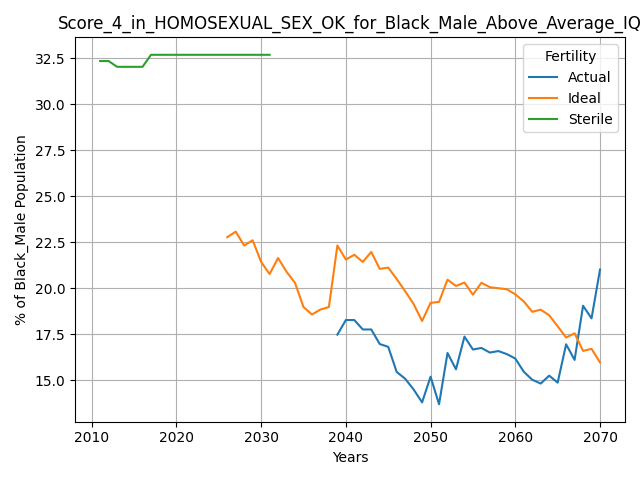 Score_4_in_HOMOSEXUAL_SEX_OK_for_Black_Male_Above_Average_IQ
Fertility
Actual
Ideal
Sterile
% of Black_Male Population
32.5
30.0
27.5
25.0
22.5
20.0
17.5
15.0
2010 2020 2030 2040 2050 2060 2070
Years